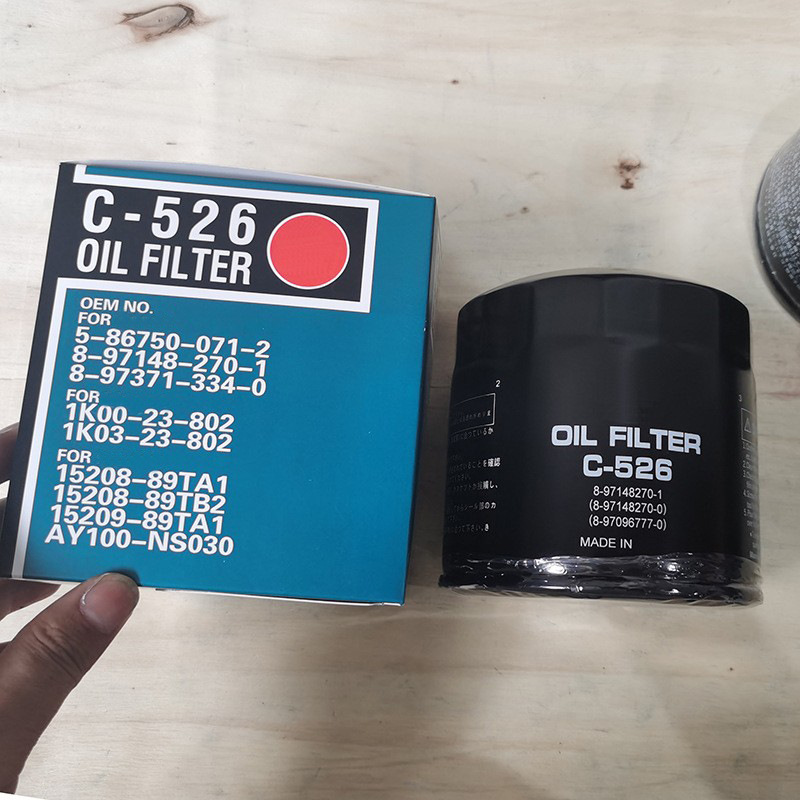 C-526
OIL FILTER
OEM NO.
FOR
5-86750-071-2
8-97148-270-1
8-97371-334-0
FOR
1K00-23-802
1K03-23-802
FOR
15208-89TA1
15208-89TB2
15209-89TA1
AY100-NS030
2
OIL FILTER
C-526
8-97148270-1
(8-97148270-0)
(8-97096777-0)
MADE IN
3